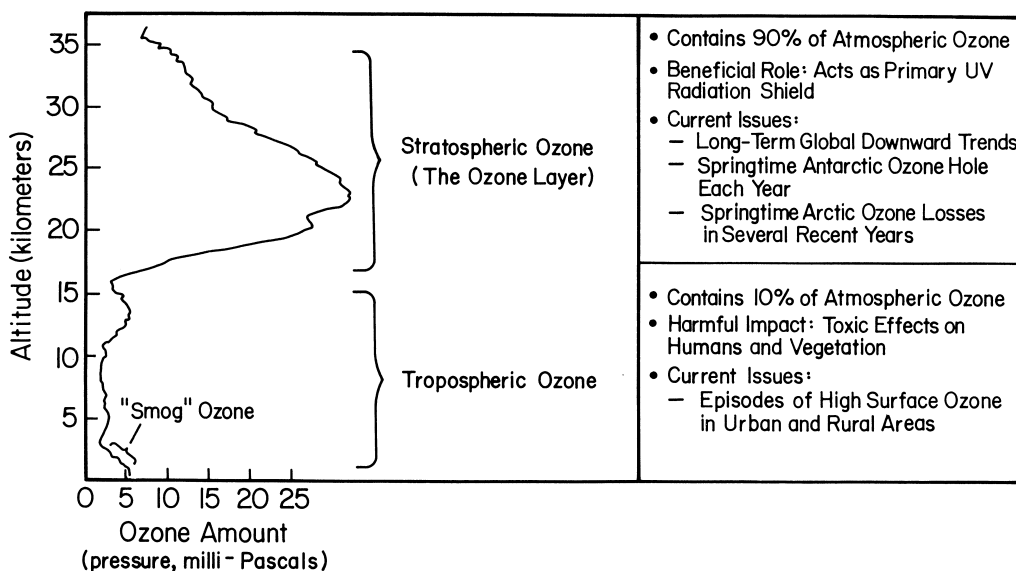 35
30
25
20
15
10
5
Altitude (kilometers)
0 5 10 15 20 25
Ozone Amount
(pressure, milli-Pascals)
"Smog" Ozone
Stratospheric Ozone
(The Ozone Layer)
Tropospheric Ozone
• Contains 90% of Atmospheric Ozone
• Beneficial Role: Acts as Primary UV
Radiation Shield
• Current Issues:
— Long-Term Global Downward Trends
— Springtime Antarctic Ozone Hole
Each Year
— Springtime Arctic Ozone Losses
in Several Recent Years
• Contains 10% of Atmospheric Ozone
• Harmful Impact: Toxic Effects on
Humans and Vegetation
• Current Issues:
— Episodes of High Surface Ozone
in Urban and Rural Areas